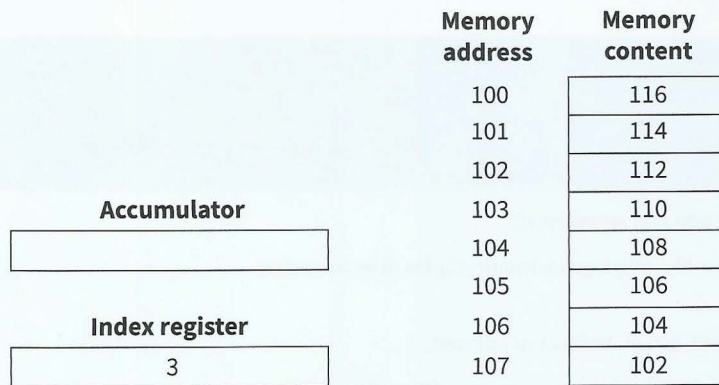 Memory address
Memory content
100 116
101 114
102 112
Accumulator
103 110
104 108
105 106
Index register
106 104
3
107 102